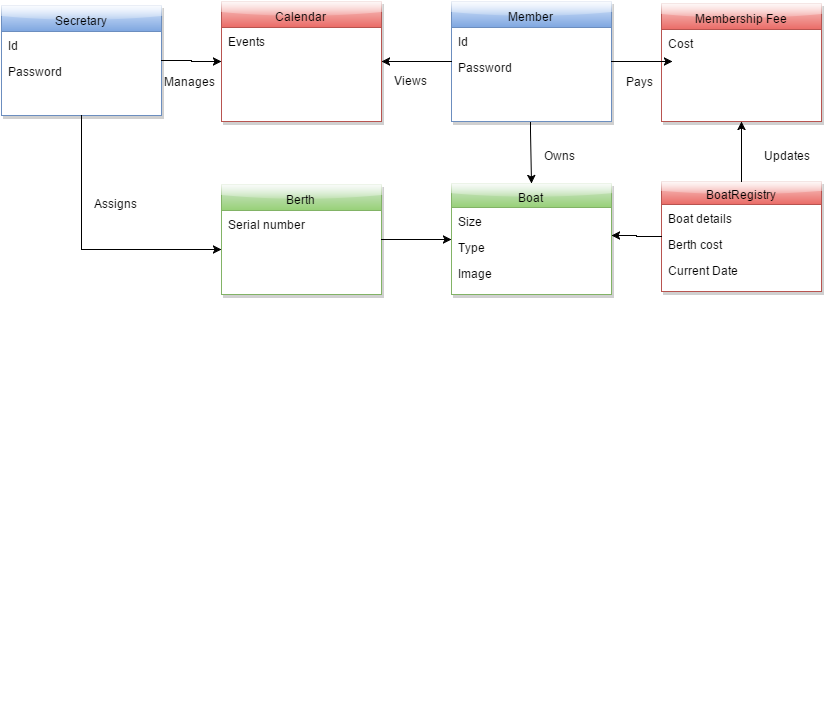 Secretary
Id
Password
Manages
Calendar
Events
Views
Member
Id
Password
Pays
Membership Fee
Cost
Owns
Updates
Assigns
Berth
Serial number
Boat
Size
Type
Image
BoatRegistry
Boat details
Berth cost
Current Date